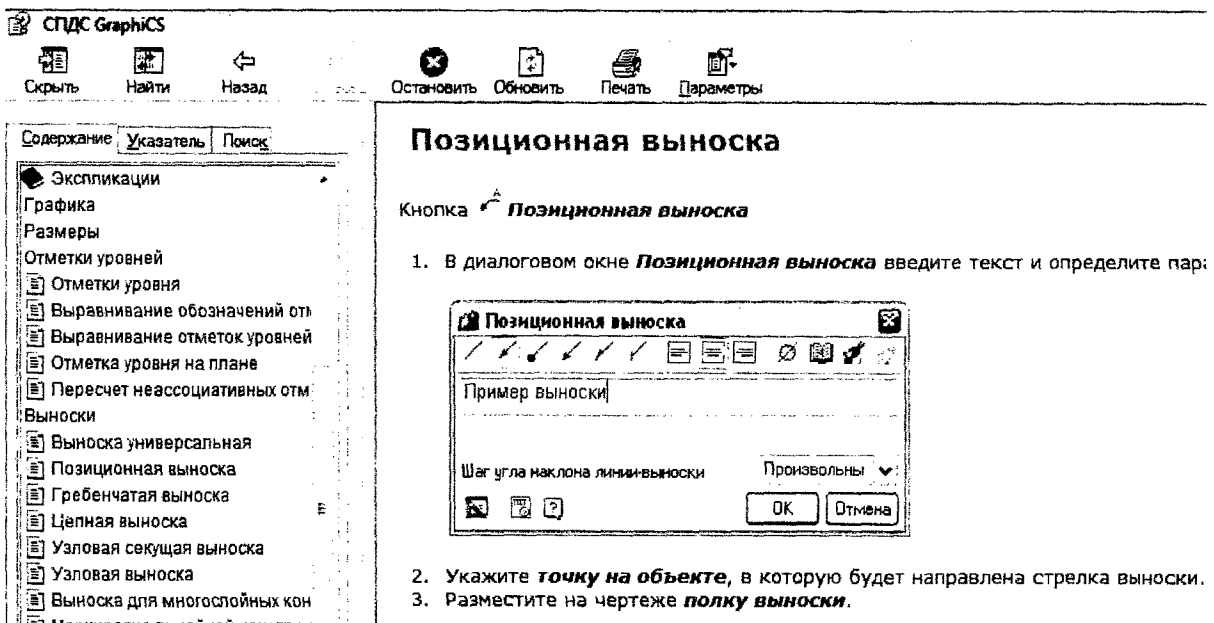 СПДС GraphiCS
Скрыть Найти Назад Остановить Обновить Печать Параметры
Содержание Указатель Поиск
Экспликации
Графика
Размеры
Отметки уровней
Отметки уровня
Выравнивание обозначений отм
Выравнивание отметок уровней
Отметка уровня на плане
Пересчет неассоциативных отм
Выноски
Выноска универсальная
Позиционная выноска
Гребенчатая выноска
Цепная выноска
Узловая секущая выноска
Узловая выноска
Выноска для многослойных кон
Позиционная выноска
Кнопка Позиционная выноска
1. В диалоговом окне Позиционная выноска введите текст и определите пара
Позиционная выноска
Пример выноски
Шаг угла наклона линии-выноски Произвольны
OK Отмена
2. Укажите точку на объекте, в которую будет направлена стрелка выноски.
3. Разместите на чертеже полку выноски.